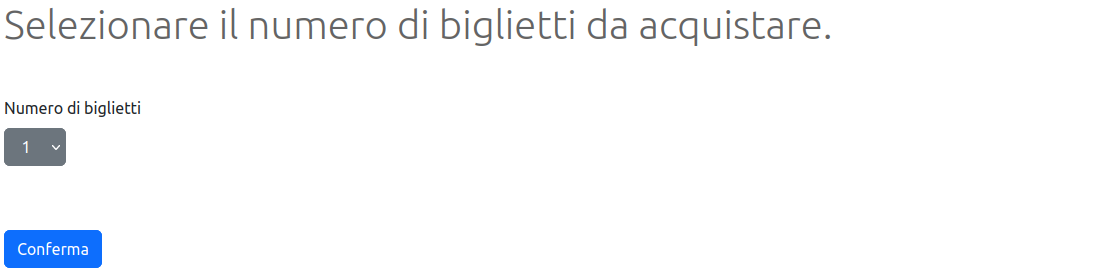 Selezionare il numero di biglietti da acquistare.
Numero di biglietti
1
Conferma